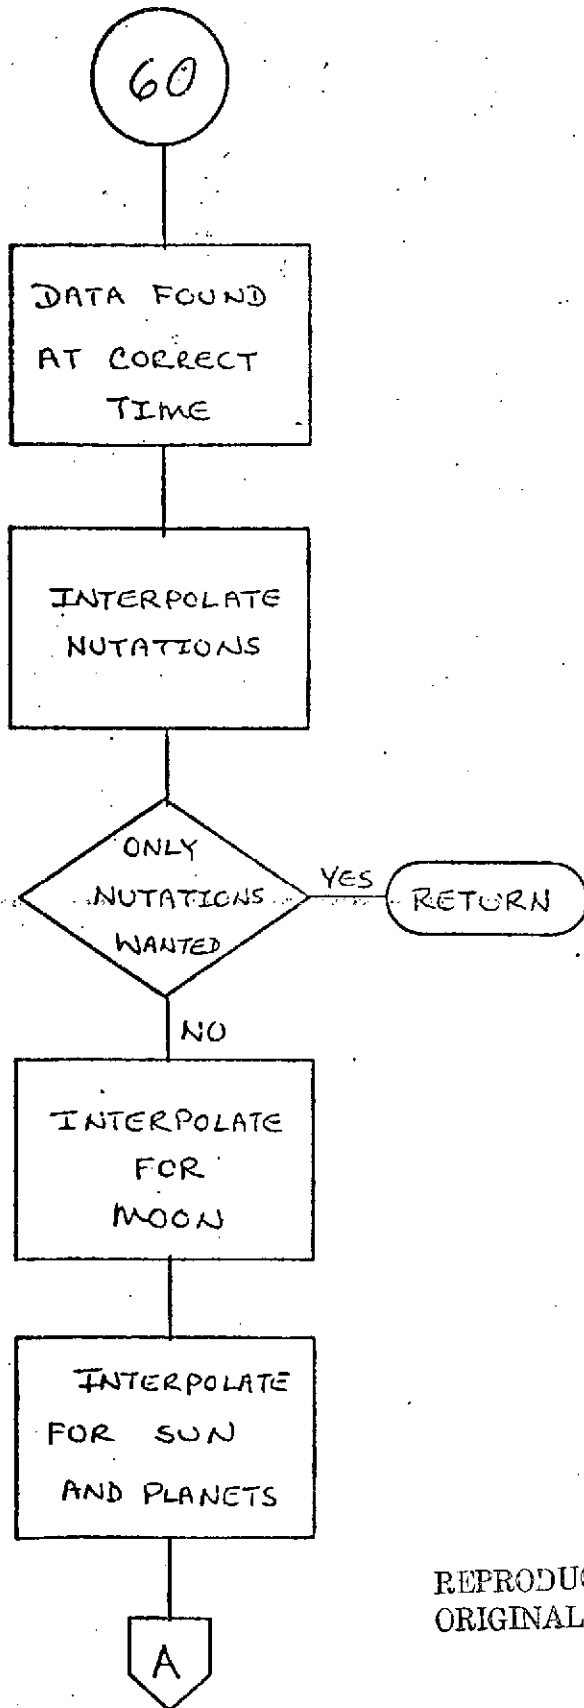 60
DATA FOUND
AT CORRECT
TIME
INTERPOLATE
NUTATIONS
ONLY
NUTATIONS
WANTED
YES
RETURN
NO
INTERPOLATE
FOR
MOON
INTERPOLATE
FOR SUN
AND PLANETS
ORIGINAL
A